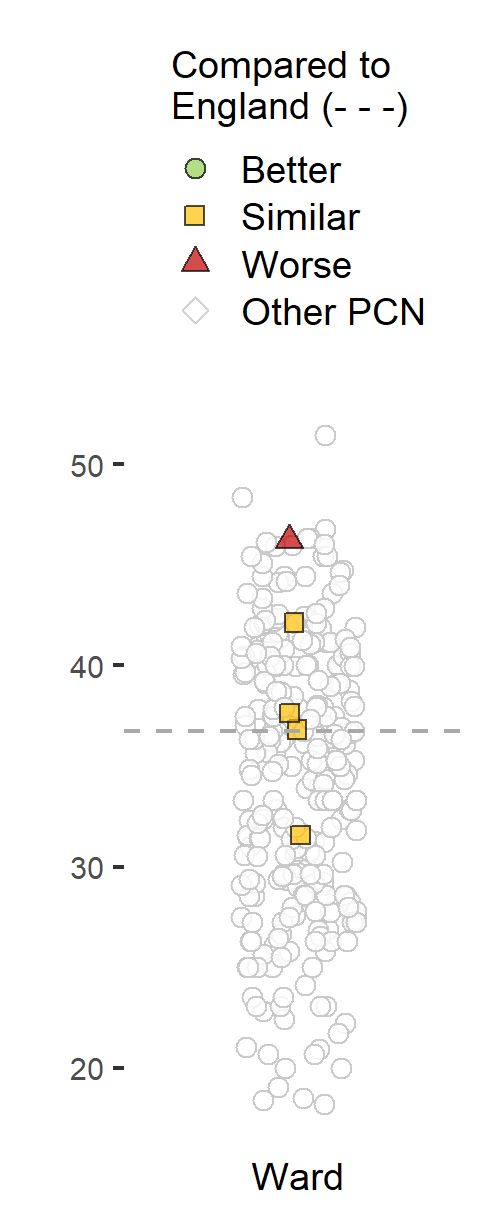 Compared to
England (- - -)
Better
Similar
Worse
Other PCN
50
40
30
20
Ward